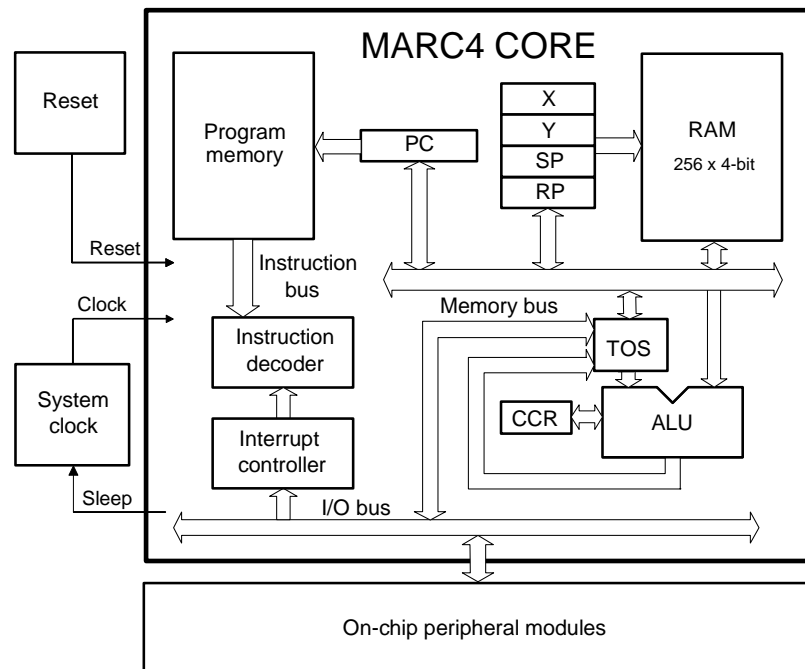 MARC4 CORE
Reset
Program
memory
PC
X
Y
SP
RP
RAM
256 x 4-bit
Reset
Instruction
bus
Clock
Memory bus
Instruction
decoder
TOS
System
clock
CCR
ALU
Interrupt
controller
Sleep
I/O bus
On-chip peripheral modules